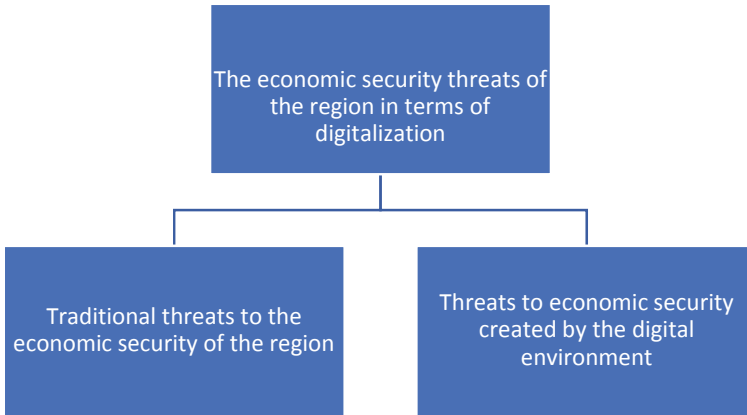 The economic security threats of
the region in terms of
digitalization
Traditional threats to the
economic security of the region
Threats to economic security
created by the digital
environment